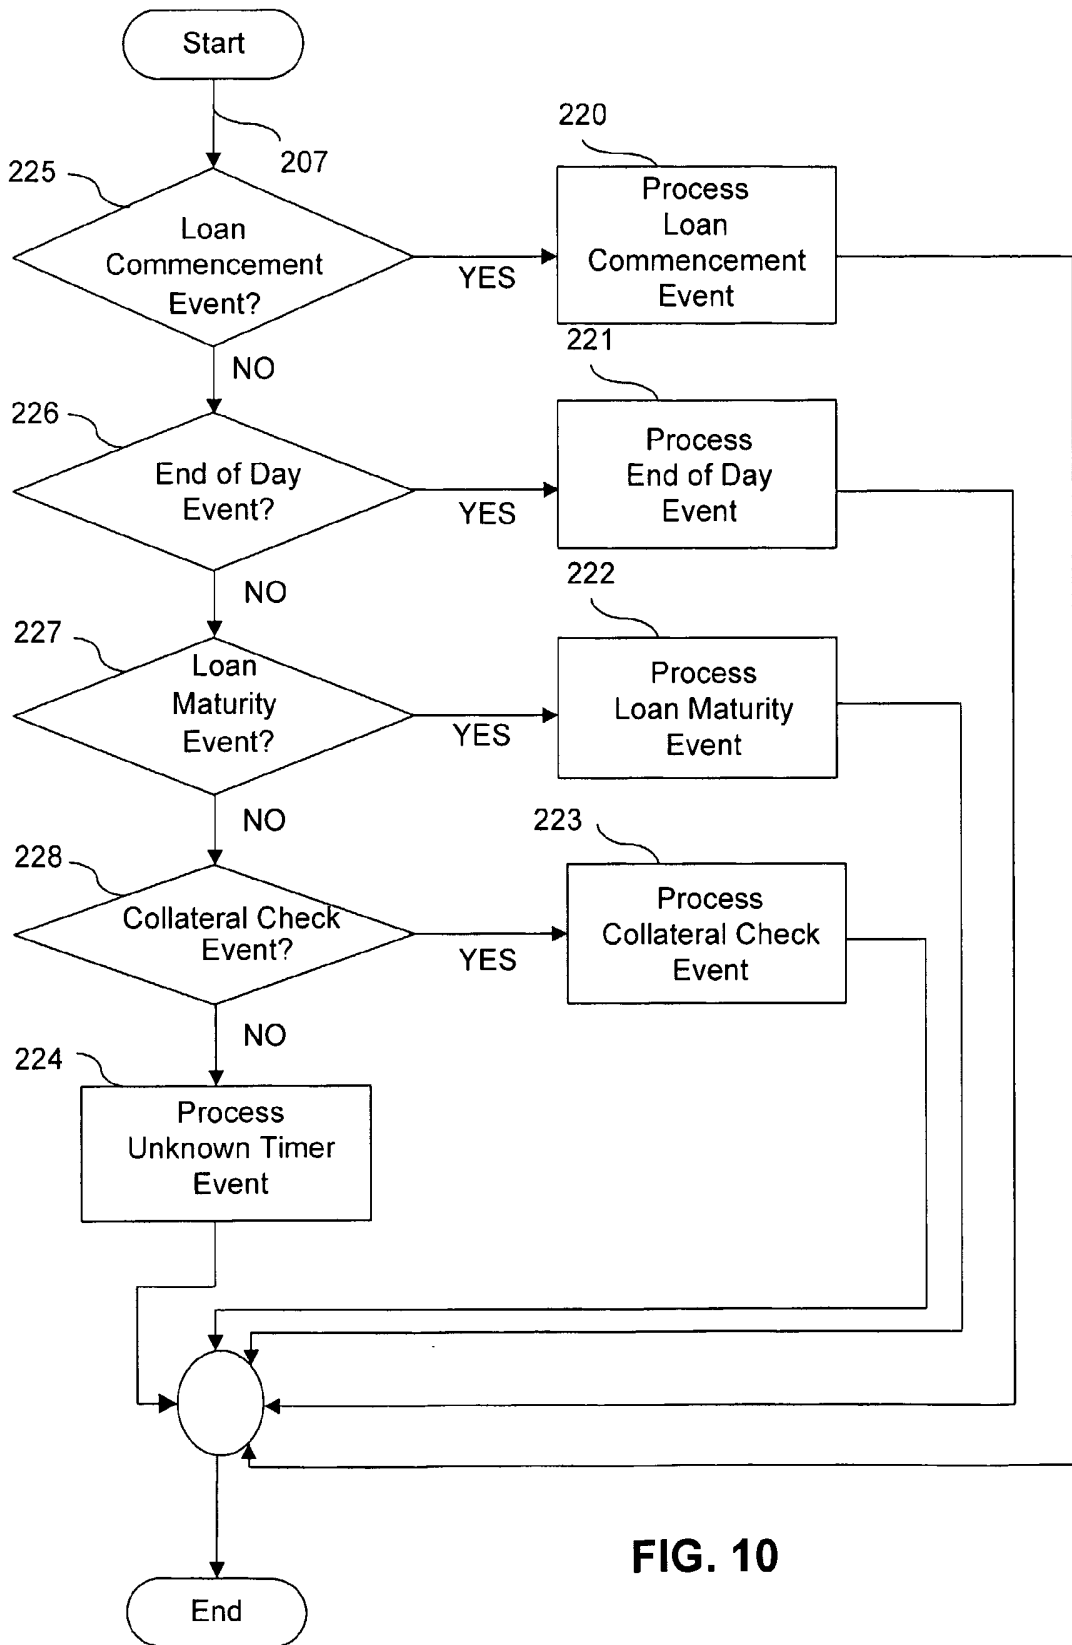 Start
207
225
Loan
Commencement
Event?
YES
220
Process
Loan
Commencement
Event
NO
226
End of Day
Event?
YES
221
Process
End of Day
Event
NO
227
Loan
Maturity
Event?
YES
222
Process
Loan Maturity
Event
NO
228
Collateral Check
Event?
YES
223
Process
Collateral Check
Event
NO
224
Process
Unknown Timer
Event
End
FIG. 10